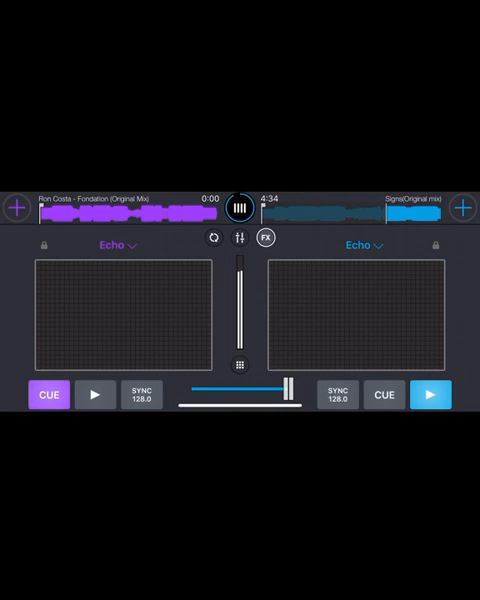 Ron Costa - Fondation (Original Mix) 0:00
4:34 Signs(Original mix)
FX
Echo
Echo
CUE
SYNC
128.0
SYNC
128.0
CUE